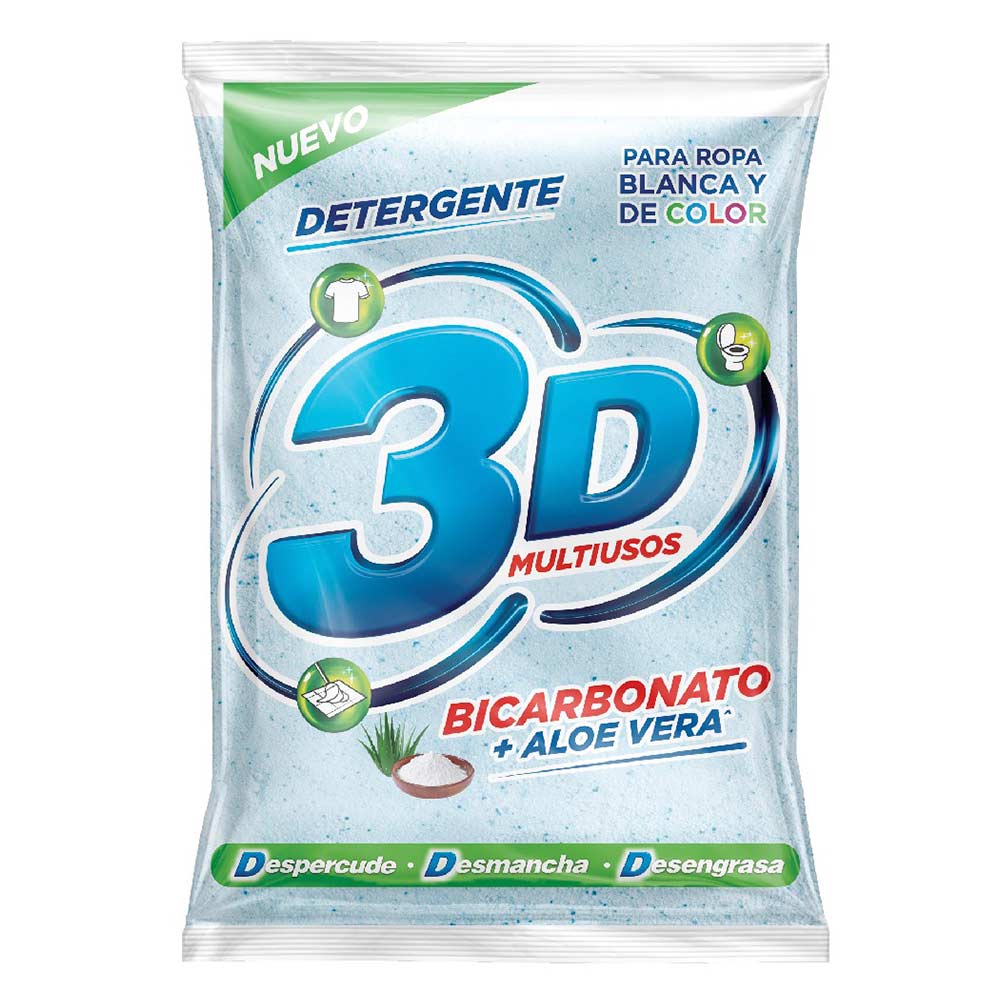 NUEVO
DETERGENTE
PARA ROPA
BLANCA Y
DE COLOR
3D
MULTIUSOS
BICARBONATO
+ ALOE VERA^
Despercude · Desmancha · Desengrasa